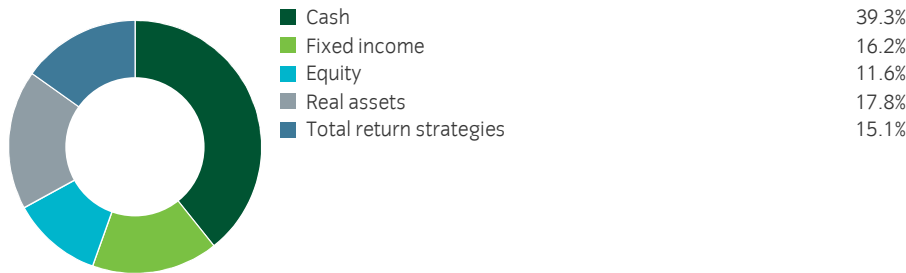 Cash 39.3%
Fixed income 16.2%
Equity 11.6%
Real assets 17.8%
Total return strategies 15.1%